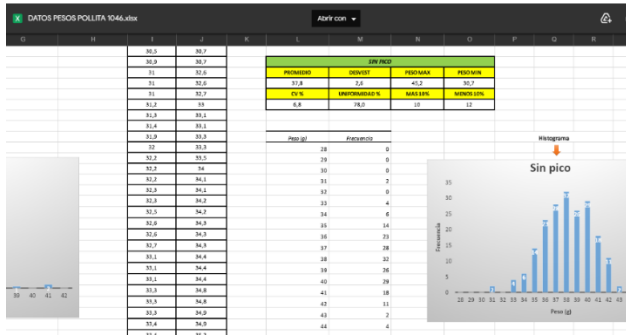 DATOS PESOS POLLITA 1046.xlsx
Abrir con
G H I J K L M N O P Q R
30,5 30,7
30,9 30,7 SIN PICO
31 32,6 PROMEDIO DESVEST PESO MAX PESO MIN
31 32,6 37,8 2,6 45,2 30,7
31 32,7 CV % UNIFORMIDAD % MAS 10% MENOS 10%
31,2 33 6,8 78,0 10 12
31,3 33,1
31,4 33,1
31,9 33,3 Peso (g) Frecuencia Histograma
32 33,3 28 0
32,2 33,5 29 0
32,2 34 30 0
32,2 34,1 31 2
32,3 34,1 32 0
32,3 34,2 33 4
32,5 34,2 34 6
32,6 34,3 35 14
32,6 34,3 36 23
32,7 34,3 37 28
33,1 34,4 38 32
33,1 34,4 39 26
33,1 34,4 40 29
33,3 34,8 41 18
33,3 34,8 42 11
33,3 34,9 43 2
33,4 34,9 44 4
Sin pico
35
30
25
20
15
10
5
0
Frecuencia
28 29 30 31 32 33 34 35 36 37 38 39 40 41 42 43
Peso (g)
39 40 41 42